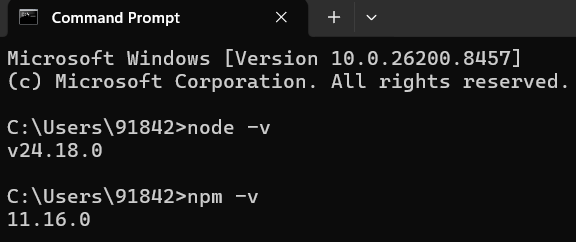 Command Prompt
Microsoft Windows [Version 10.0.26200.8457]
(c) Microsoft Corporation. All rights reserved.
C:\Users\91842>node -v
v24.18.0
C:\Users\91842>npm -v
11.16.0